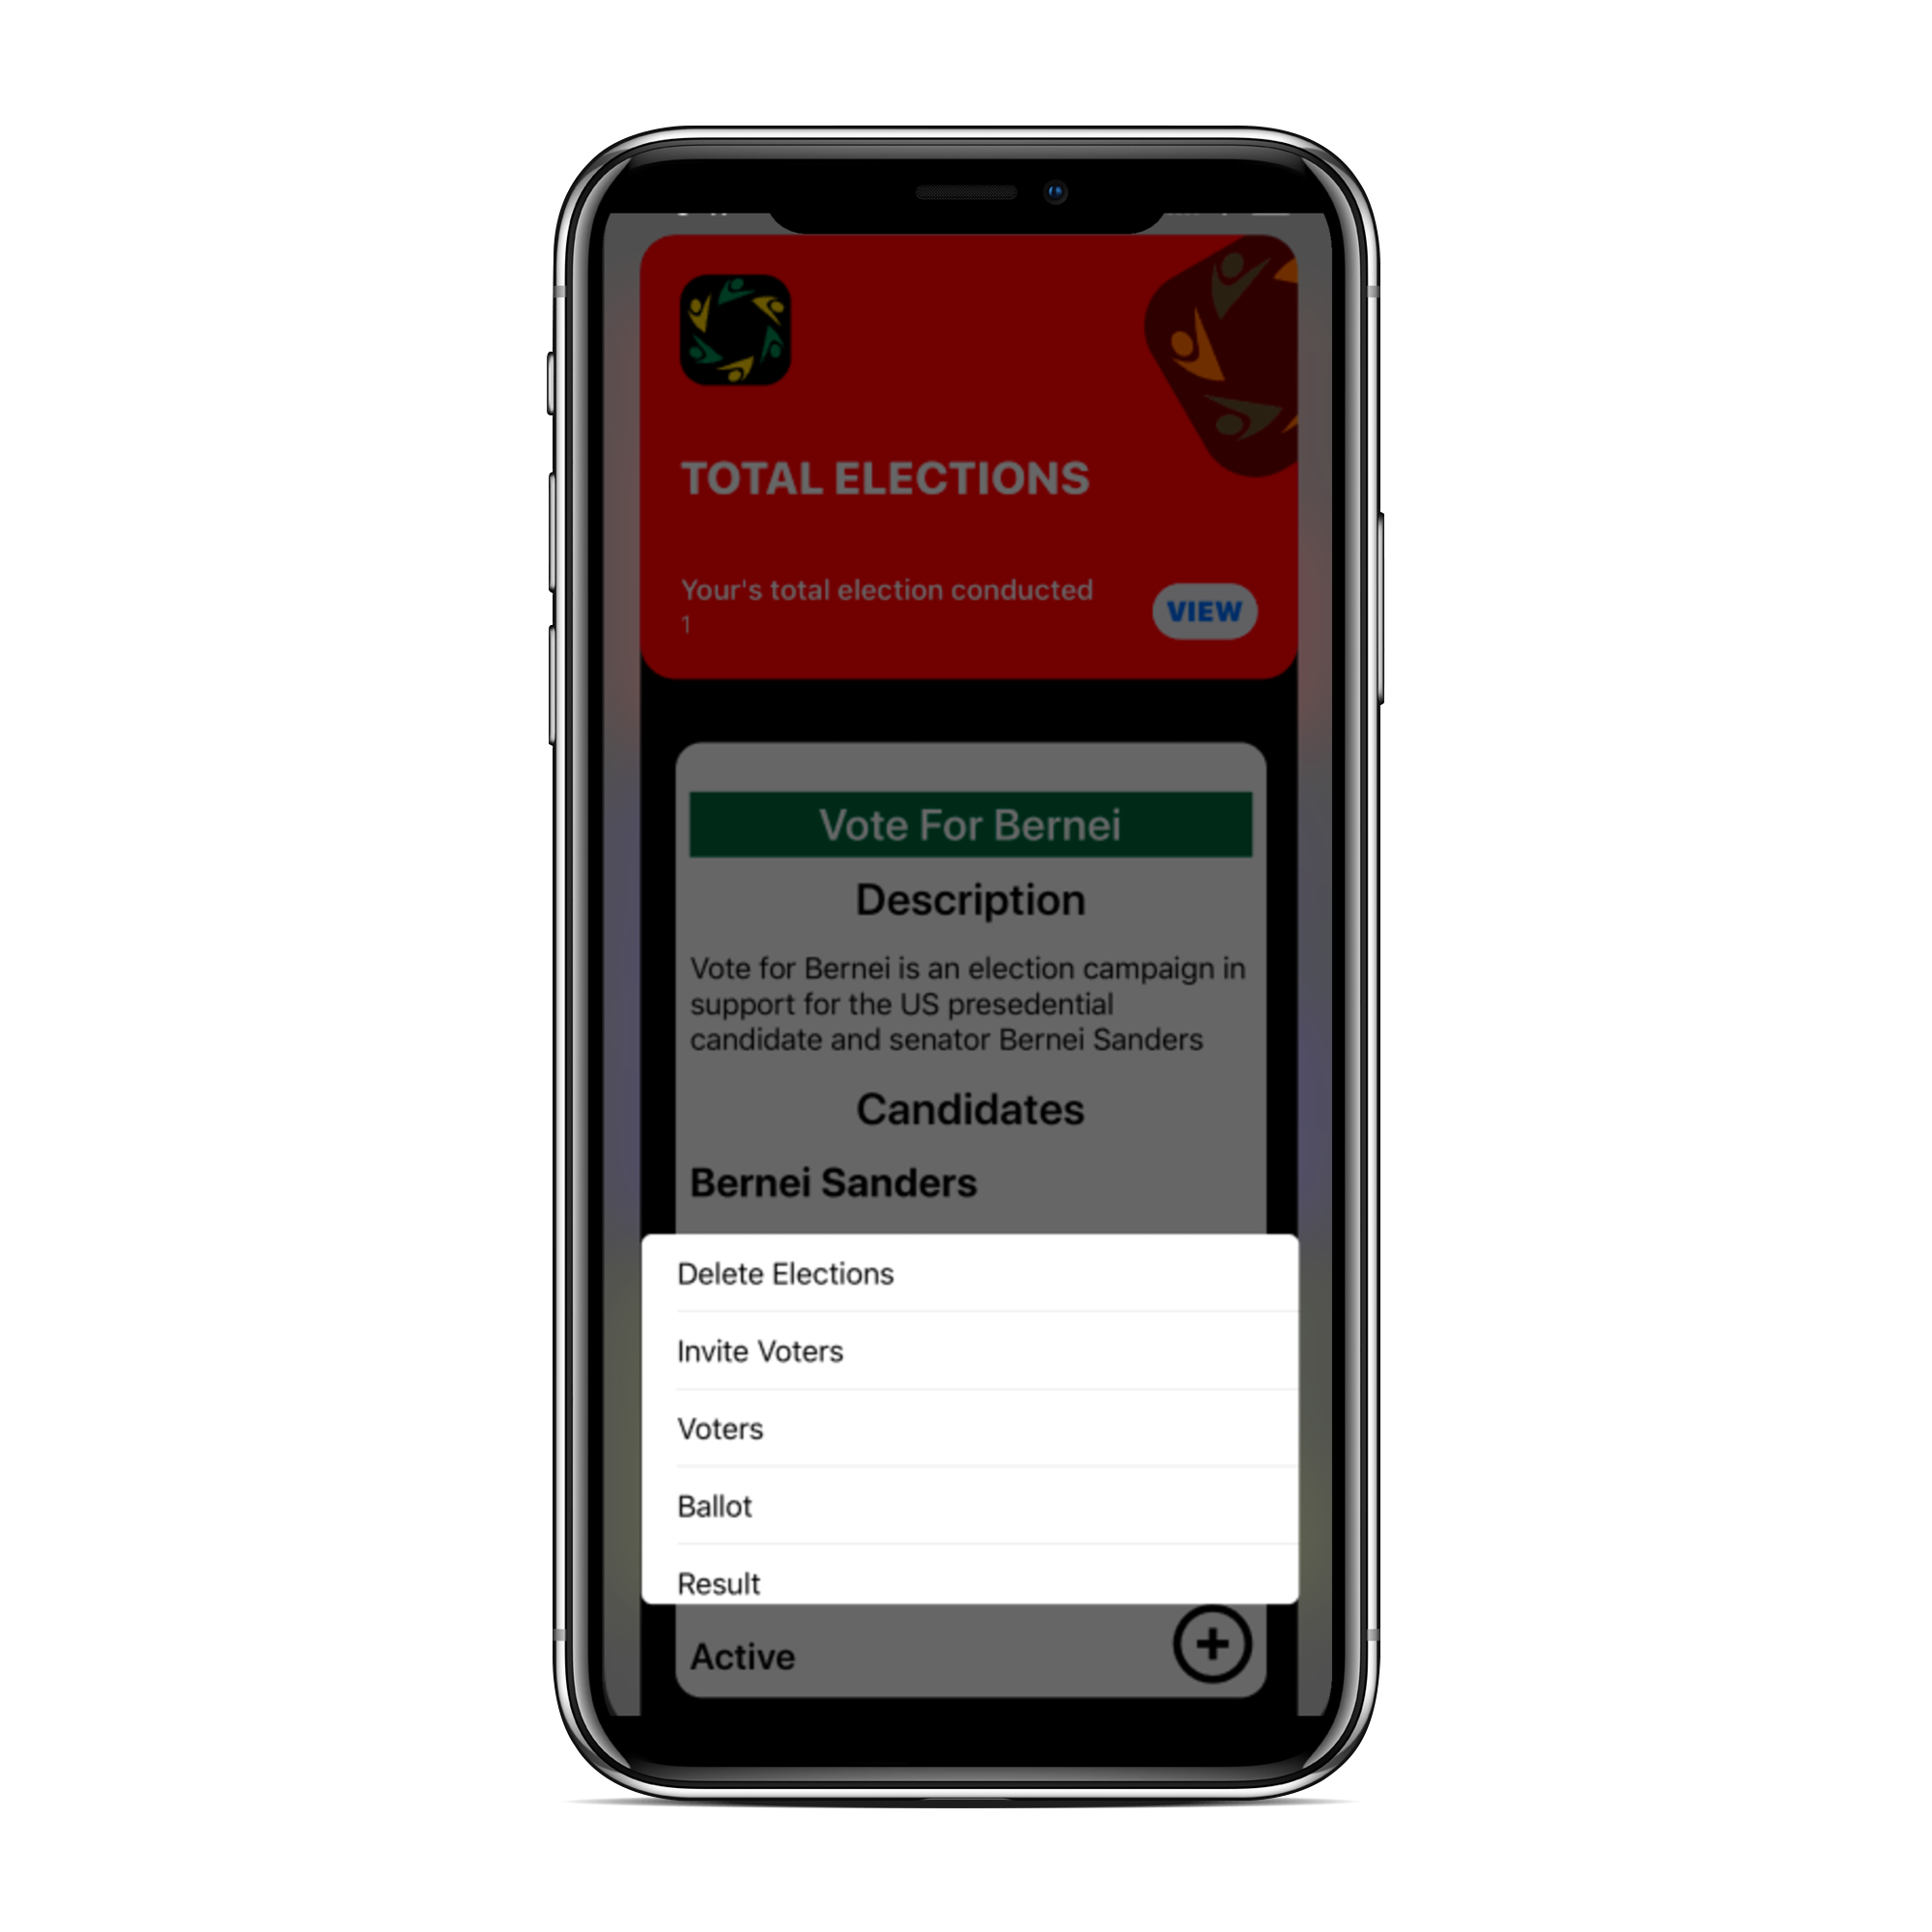 TOTAL ELECTIONS
Your's total election conducted
1
VIEW
Vote For Bernei
Description
Vote for Bernei is an election campaign in
support for the US presedential
candidate and senator Bernei Sanders
Candidates
Bernei Sanders
Delete Elections
Invite Voters
Voters
Ballot
Result
Active